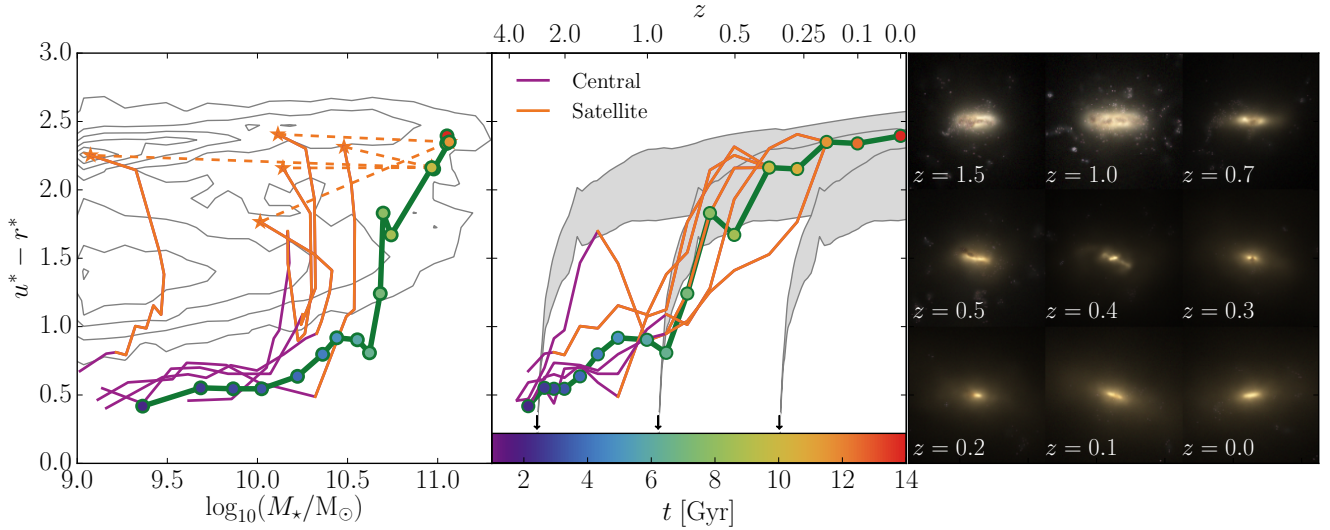 z
4.0 2.0 1.0 0.5 0.25 0.1 0.0
3.0
2.5
2.0
1.5
1.0
0.5
0.0
u* − r*
9.0 9.5 10.0 10.5 11.0
log₁₀(M⋆/M⊙)
Central
Satellite
2 4 6 8 10 12 14
t [Gyr]
z = 1.5 z = 1.0 z = 0.7
z = 0.5 z = 0.4 z = 0.3
z = 0.2 z = 0.1 z = 0.0